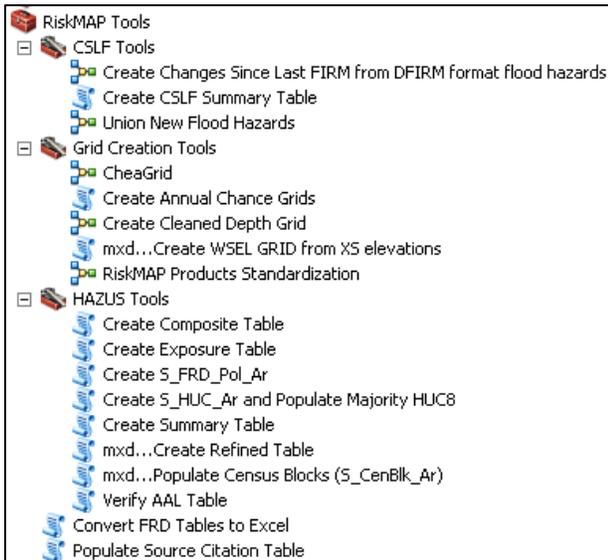 RiskMAP Tools
CSLF Tools
Create Changes Since Last FIRM from DFIRM format flood hazards
Create CSLF Summary Table
Union New Flood Hazards
Grid Creation Tools
CheaGrid
Create Annual Chance Grids
Create Cleaned Depth Grid
mxd...Create WSEL GRID from XS elevations
RiskMAP Products Standardization
HAZUS Tools
Create Composite Table
Create Exposure Table
Create S_FRD_Pol_Ar
Create S_HUC_Ar and Populate Majority HUC8
Create Summary Table
mxd...Create Refined Table
mxd...Populate Census Blocks (S_CenBlk_Ar)
Verify AAL Table
Convert FRD Tables to Excel
Populate Source Citation Table